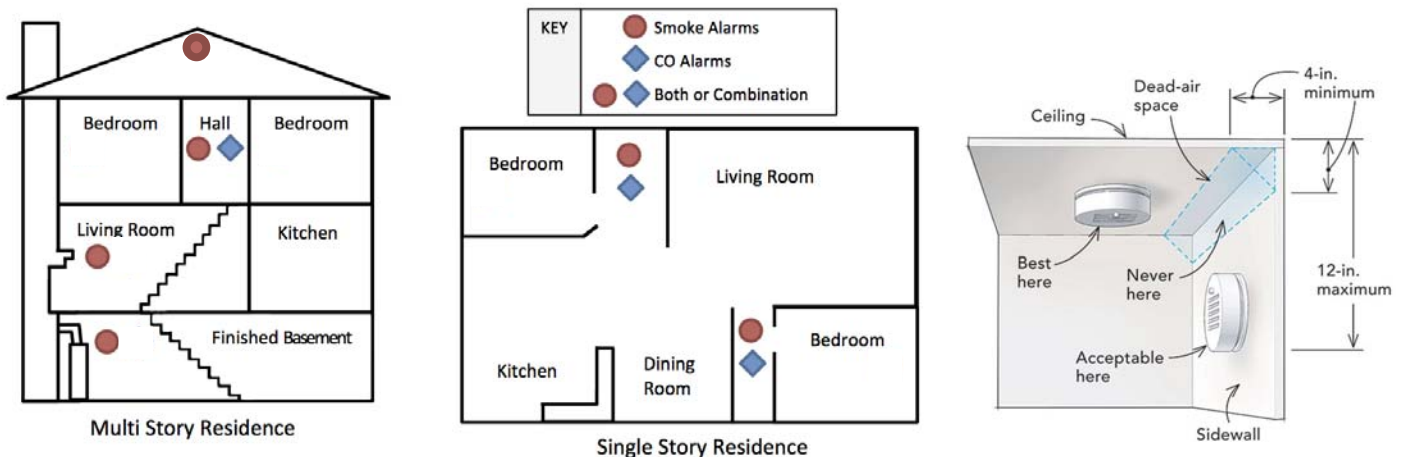 Bedroom
Hall
Bedroom
Living Room
Kitchen
Finished Basement
Multi Story Residence
KEY
Smoke Alarms
CO Alarms
Both or Combination
Bedroom
Living Room
Kitchen
Dining
Room
Bedroom
Single Story Residence
4-in.
minimum
Dead-air
space
Ceiling
Best
here
Never
here
12-in.
maximum
Acceptable
here
Sidewall